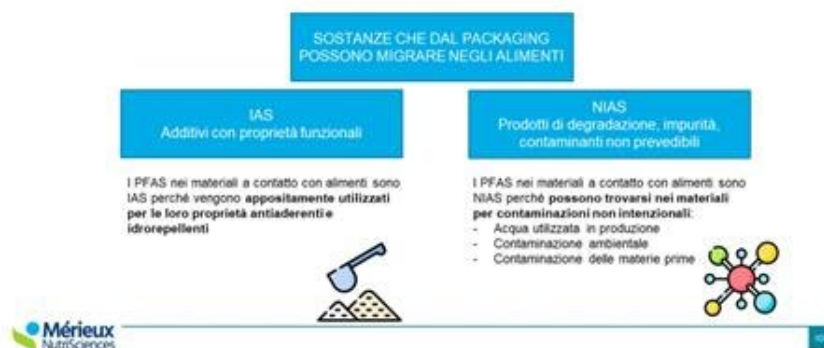 SOSTANZE CHE DAL PACKAGING
POSSONO MIGRARE NEGLI ALIMENTI
IAS
Additivi con proprietà funzionali
NIAS
Prodotti di degradazione, impurità,
contaminanti non prevedibili
I PFAS nei materiali a contatto con alimenti sono
IAS perché vengono appositamente utilizzati
per le loro proprietà antiaderenti e
idrorepellenti
I PFAS nei materiali a contatto con alimenti sono
NIAS perché possono trovarsi nei materiali
per contaminazioni non intenzionali:
- Acqua utilizzata in produzione
- Contaminazione ambientale
- Contaminazione delle materie prime
Mérieux
NutriSciences